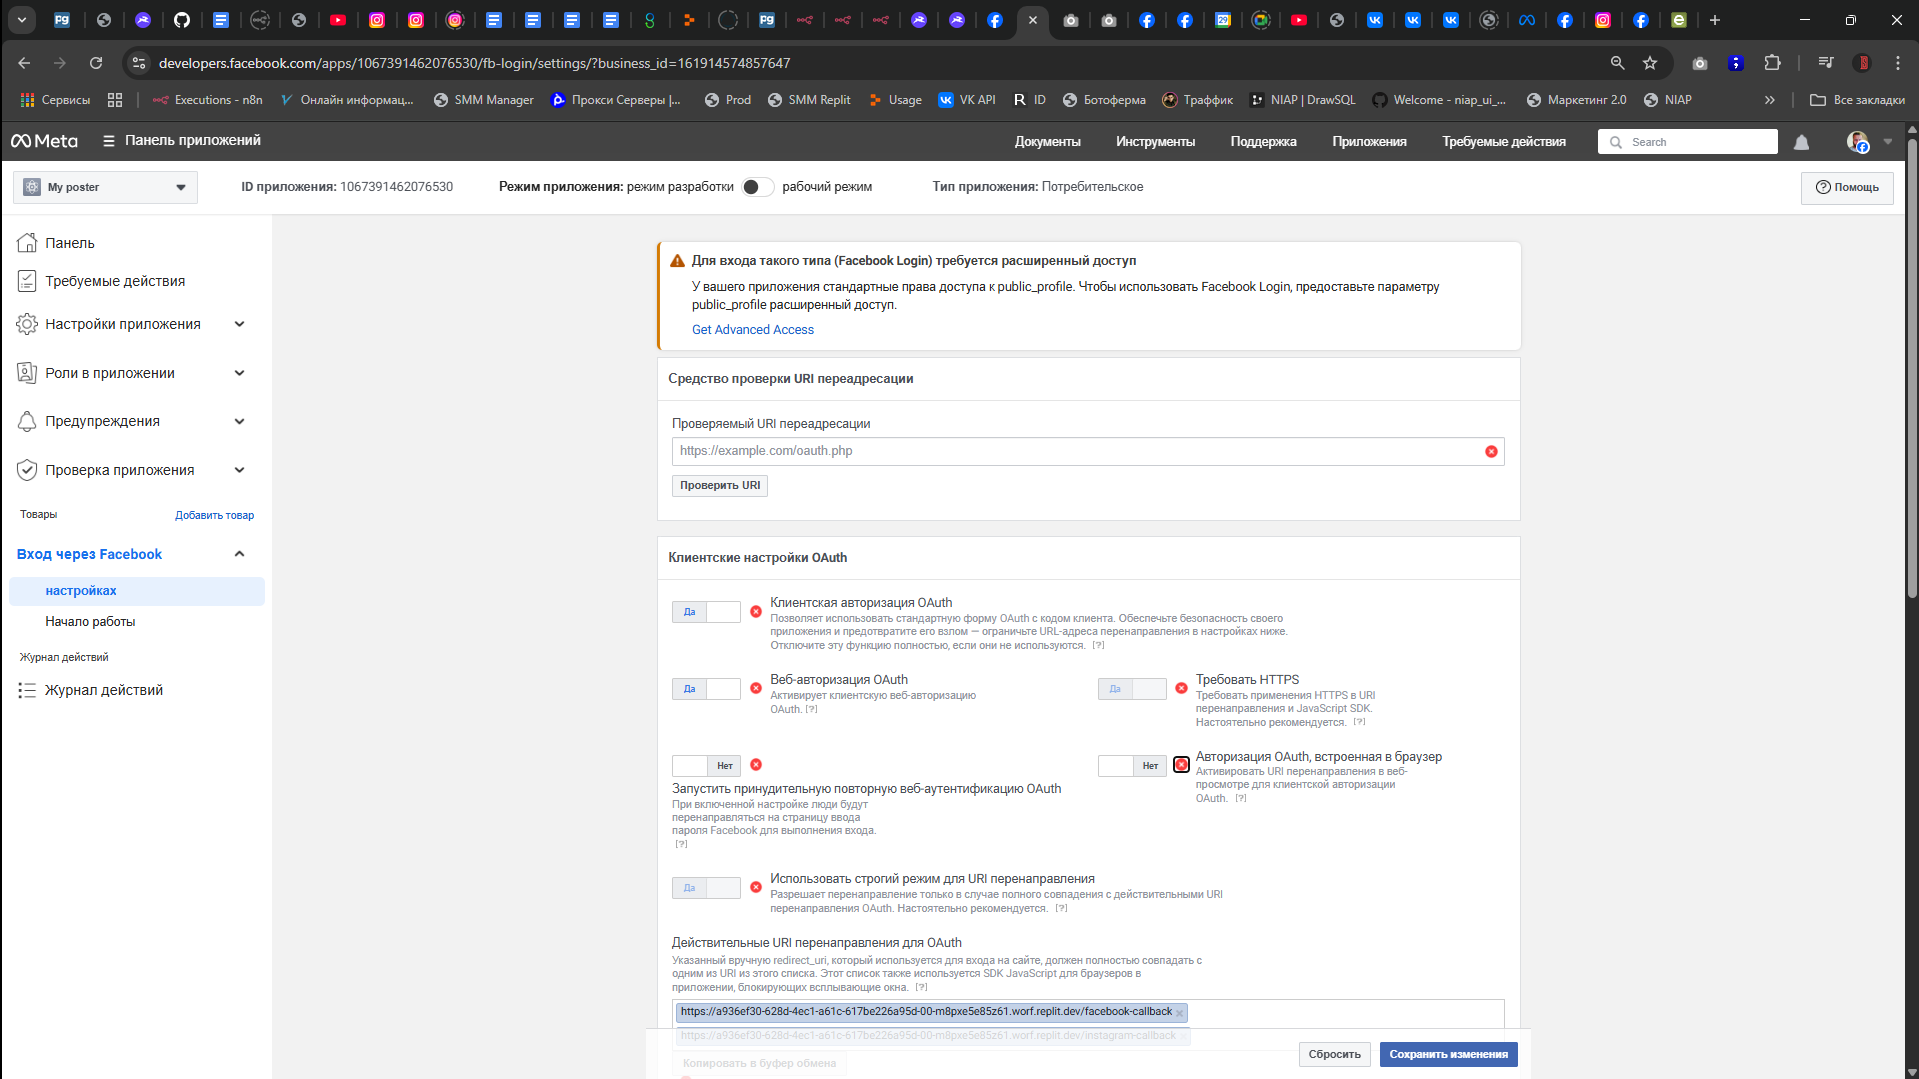 developers.facebook.com/apps/1067391462076530/fb-login/settings/?business_id=161914574857647
Сервисы
Executions - n8n
Онлайн информац...
SMM Manager
Прокси Серверы |...
Prod
SMM Replit
Usage
VK API
ID
Ботоферма
Траффик
NIAP | DrawSQL
Welcome - niap_ui_...
Маркетинг 2.0
NIAP
Все закладки
Meta
Панель приложений
Документы
Инструменты
Поддержка
Приложения
Требуемые действия
Search
My poster
ID приложения: 1067391462076530
Режим приложения: режим разработки
рабочий режим
Тип приложения: Потребительское
Помощь
Панель
Требуемые действия
Настройки приложения
Роли в приложении
Предупреждения
Проверка приложения
Товары
Добавить товар
Вход через Facebook
настройках
Начало работы
Журнал действий
Журнал действий
Для входа такого типа (Facebook Login) требуется расширенный доступ
У вашего приложения стандартные права доступа к public_profile. Чтобы использовать Facebook Login, предоставьте параметру
public_profile расширенный доступ.
Get Advanced Access
Средство проверки URI переадресации
Проверяемый URI переадресации
https://example.com/oauth.php
Проверить URI
Клиентские настройки OAuth
Да
Клиентская авторизация OAuth
Позволяет использовать стандартную форму OAuth с кодом клиента. Обеспечьте безопасность своего
приложения и предотвратите его взлом — ограничьте URL-адреса перенаправления в настройках ниже.
Отключите эту функцию полностью, если они не используются. [?]
Да
Веб-авторизация OAuth
Активирует клиентскую веб-авторизацию
OAuth. [?]
Да
Требовать HTTPS
Требовать применения HTTPS в URI
перенаправления и JavaScript SDK.
Настоятельно рекомендуется. [?]
Нет
Запустить принудительную повторную веб-аутентификацию OAuth
При включенной настройке люди будут
перенаправляться на страницу ввода
пароля Facebook для выполнения входа.
[?]
Нет
Авторизация OAuth, встроенная в браузер
Активировать URI перенаправления в веб-
просмотре для клиентской авторизации
OAuth. [?]
Да
Использовать строгий режим для URI перенаправления
Разрешает перенаправление только в случае полного совпадения с действительными URI
перенаправления OAuth. Настоятельно рекомендуется. [?]
Действительные URI перенаправления для OAuth
Указанный вручную redirect_uri, который используется для входа на сайте, должен полностью совпадать с
одним из URI из этого списка. Этот список также используется SDK JavaScript для браузеров в
приложении, блокирующих всплывающие окна. [?]
https://a936ef30-628d-4ec1-a61c-617be226a95d-00-m8pxe5e85z61.worf.replit.dev/facebook-callback
https://a936ef30-628d-4ec1-a61c-617be226a95d-00-m8pxe5e85z61.worf.replit.dev/instagram-callback
Копировать в буфер обмена
Сбросить
Сохранить изменения